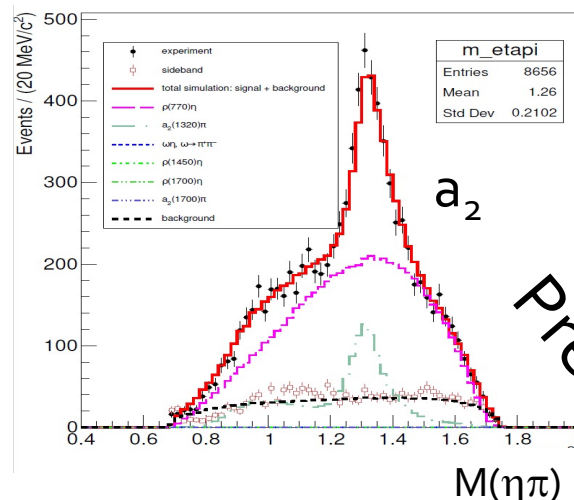 Events / (20 MeV/c²)
500
400
300
200
100
0
experiment
sideband
total simulation: signal + background
ρ(770)η
a₂(1320)π
ωη, ω→ π⁺π⁻
ρ(1450)η
ρ(1700)η
a₂(1700)π
background
m_etapi
Entries 8656
Mean 1.26
Std Dev 0.2102
a₂
Pre
0.4 0.6 0.8 1 1.2 1.4 1.6 1.8
M(ηπ)